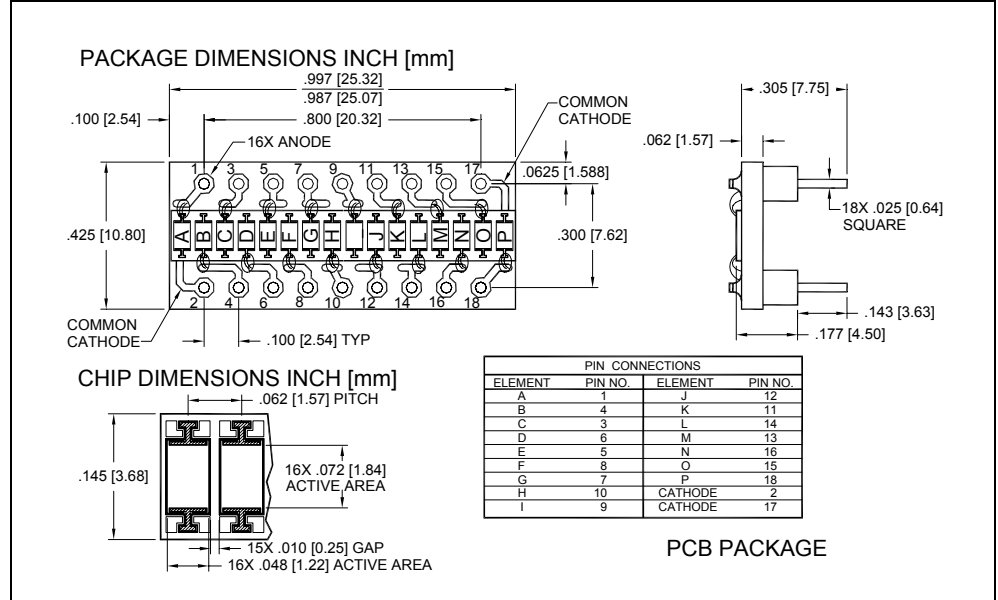 PACKAGE DIMENSIONS INCH [mm]
.997 [25.32]
.987 [25.07]
.100 [2.54]
.800 [20.32]
COMMON
CATHODE
16X ANODE
1 3 5 7 9 11 13 15 17
.0625 [1.588]
.425 [10.80]
A B C D E F G H J K L M N O P
.300 [7.62]
2 4 6 8 10 12 14 16 18
COMMON
CATHODE
.100 [2.54] TYP
.305 [7.75]
.062 [1.57]
18X .025 [0.64]
SQUARE
.143 [3.63]
.177 [4.50]
CHIP DIMENSIONS INCH [mm]
.062 [1.57] PITCH
.145 [3.68]
16X .072 [1.84]
ACTIVE AREA
15X .010 [0.25] GAP
16X .048 [1.22] ACTIVE AREA
PIN CONNECTIONS
ELEMENT PIN NO. ELEMENT PIN NO.
A 1 J 12
B 4 K 11
C 3 L 14
D 6 M 13
E 5 N 16
F 8 O 15
G 7 P 18
H 10 CATHODE 2
I 9 CATHODE 17
PCB PACKAGE